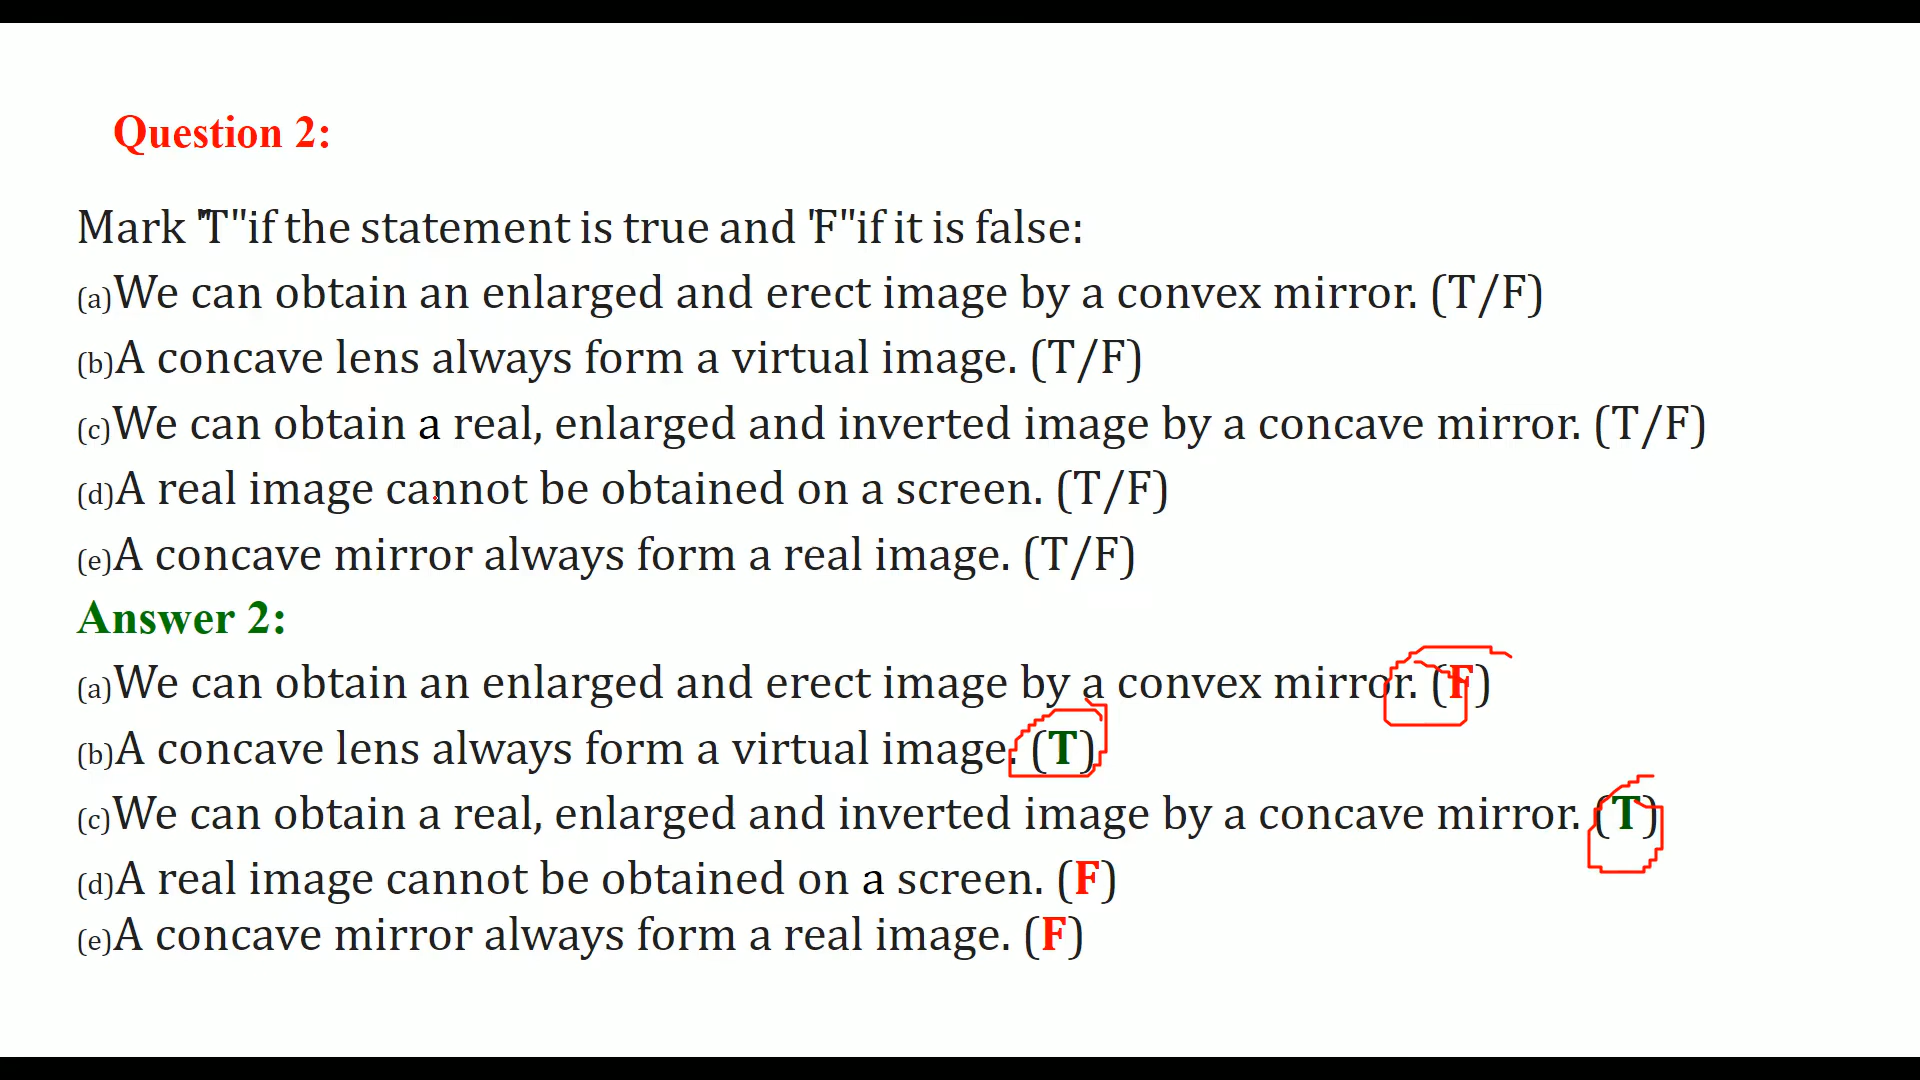 Question 2:
Mark "T" if the statement is true and "F" if it is false:
(a)We can obtain an enlarged and erect image by a convex mirror. (T/F)
(b)A concave lens always form a virtual image. (T/F)
(c)We can obtain a real, enlarged and inverted image by a concave mirror. (T/F)
(d)A real image cannot be obtained on a screen. (T/F)
(e)A concave mirror always form a real image. (T/F)
Answer 2:
(a)We can obtain an enlarged and erect image by a convex mirror. (F)
(b)A concave lens always form a virtual image. (T)
(c)We can obtain a real, enlarged and inverted image by a concave mirror. (T)
(d)A real image cannot be obtained on a screen. (F)
(e)A concave mirror always form a real image. (F)